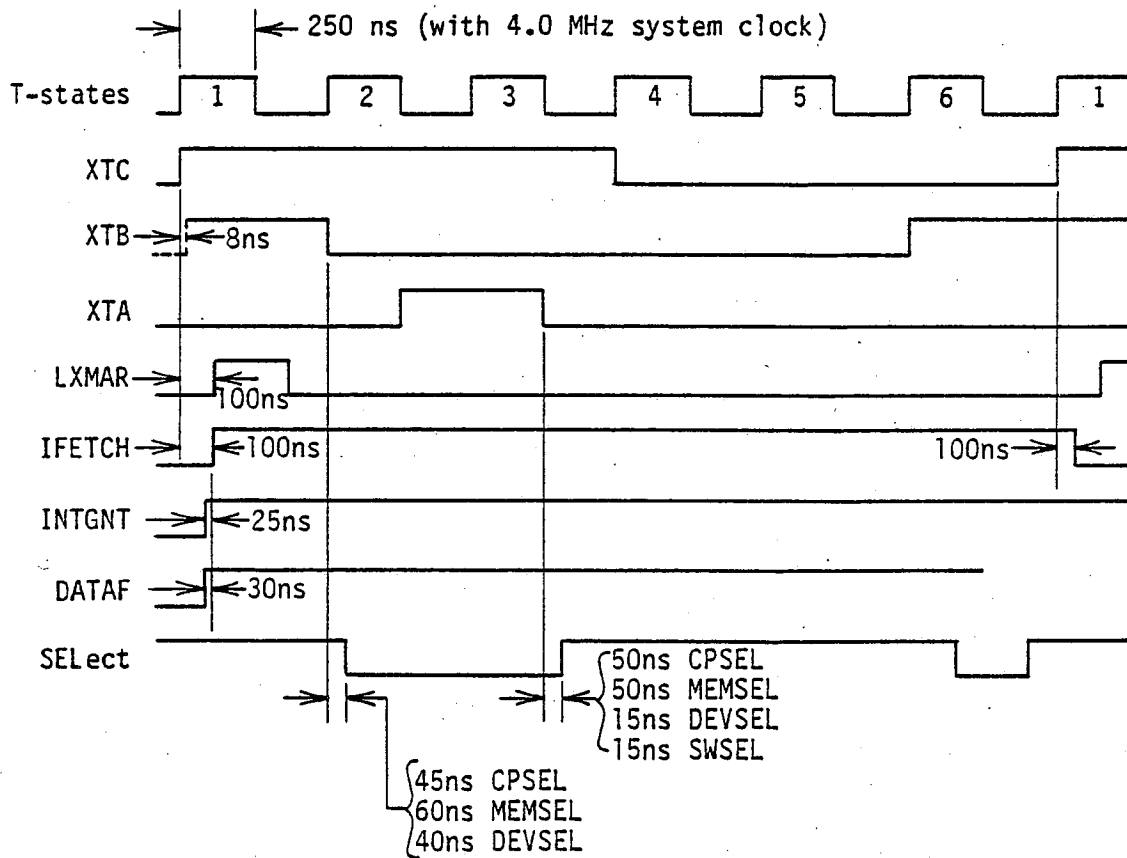 250 ns (with 4.0 MHz system clock)
T-states 1 2 3 4 5 6 1
XTC
XTB 8ns
XTA
LXMAR 100ns
IFETCH 100ns 100ns
INTGNT 25ns
DATAF 30ns
SELect
50ns CPSEL
50ns MEMSEL
15ns DEVSEL
15ns SWSEL
45ns CPSEL
60ns MEMSEL
40ns DEVSEL